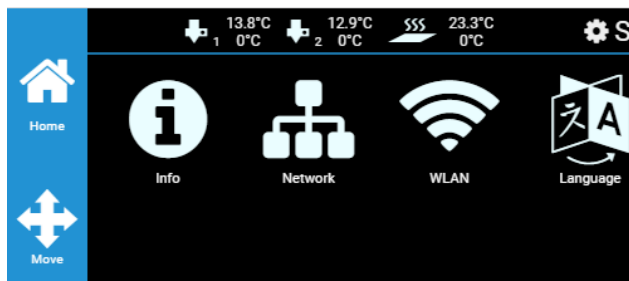 13.8°C 12.9°C 23.3°C
1 0°C 2 0°C 0°C
S
Home
Info Network WLAN Language
Move